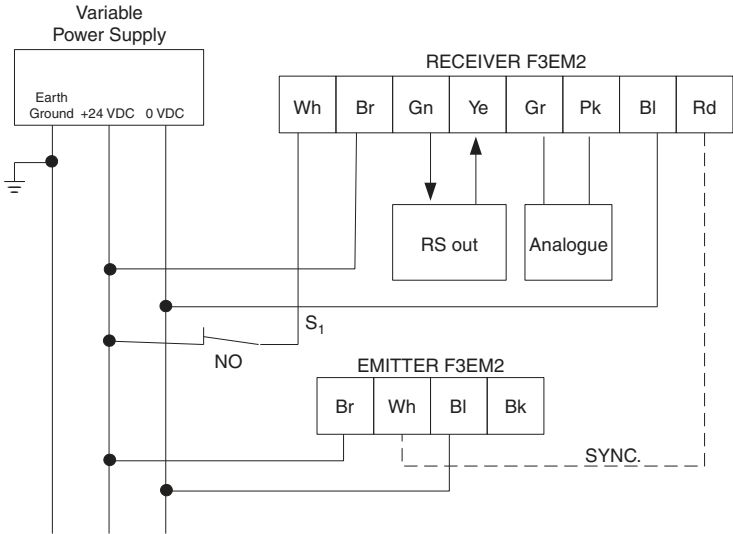 Variable
Power Supply
Earth
Ground +24 VDC 0 VDC
RECEIVER F3EM2
Wh Br Gn Ye Gr Pk Bl Rd
RS out
Analogue
S1
NO
EMITTER F3EM2
Br Wh Bl Bk
SYNC.